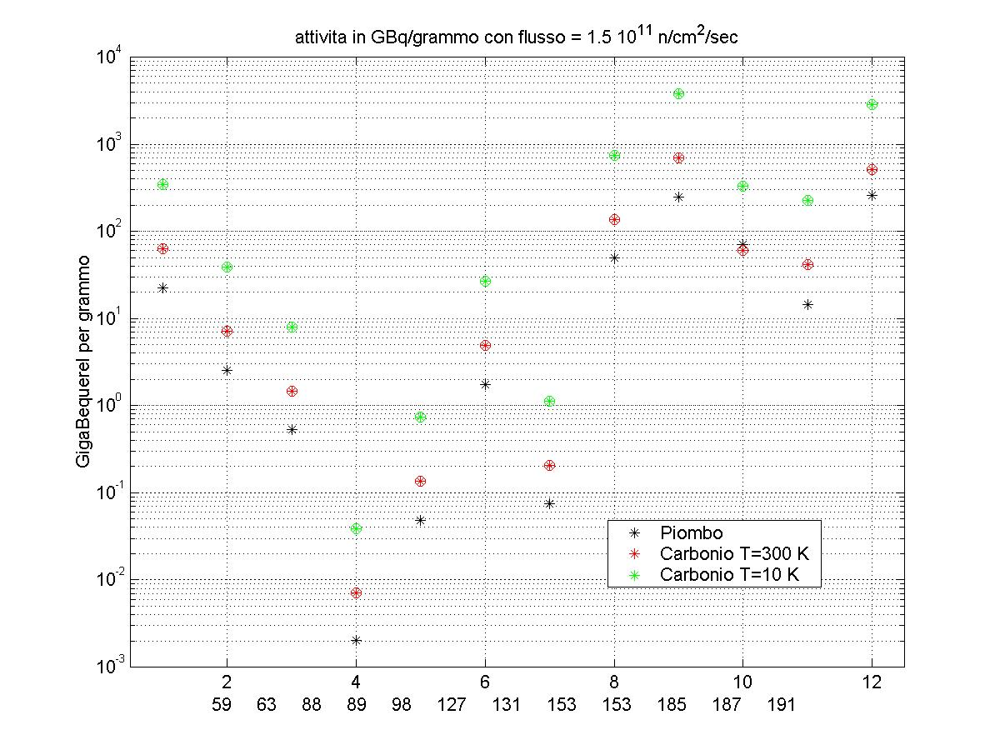 attivita in GBq/grammo con flusso = 1.5 10^11 n/cm^2/sec
10^4
10^3
10^2
10^1
10^0
10^-1
10^-2
10^-3
GigaBequerel per grammo
Piombo
Carbonio T=300 K
Carbonio T=10 K
2 4 6 8 10 12
59 63 88 89 98 127 131 153 153 185 187 191